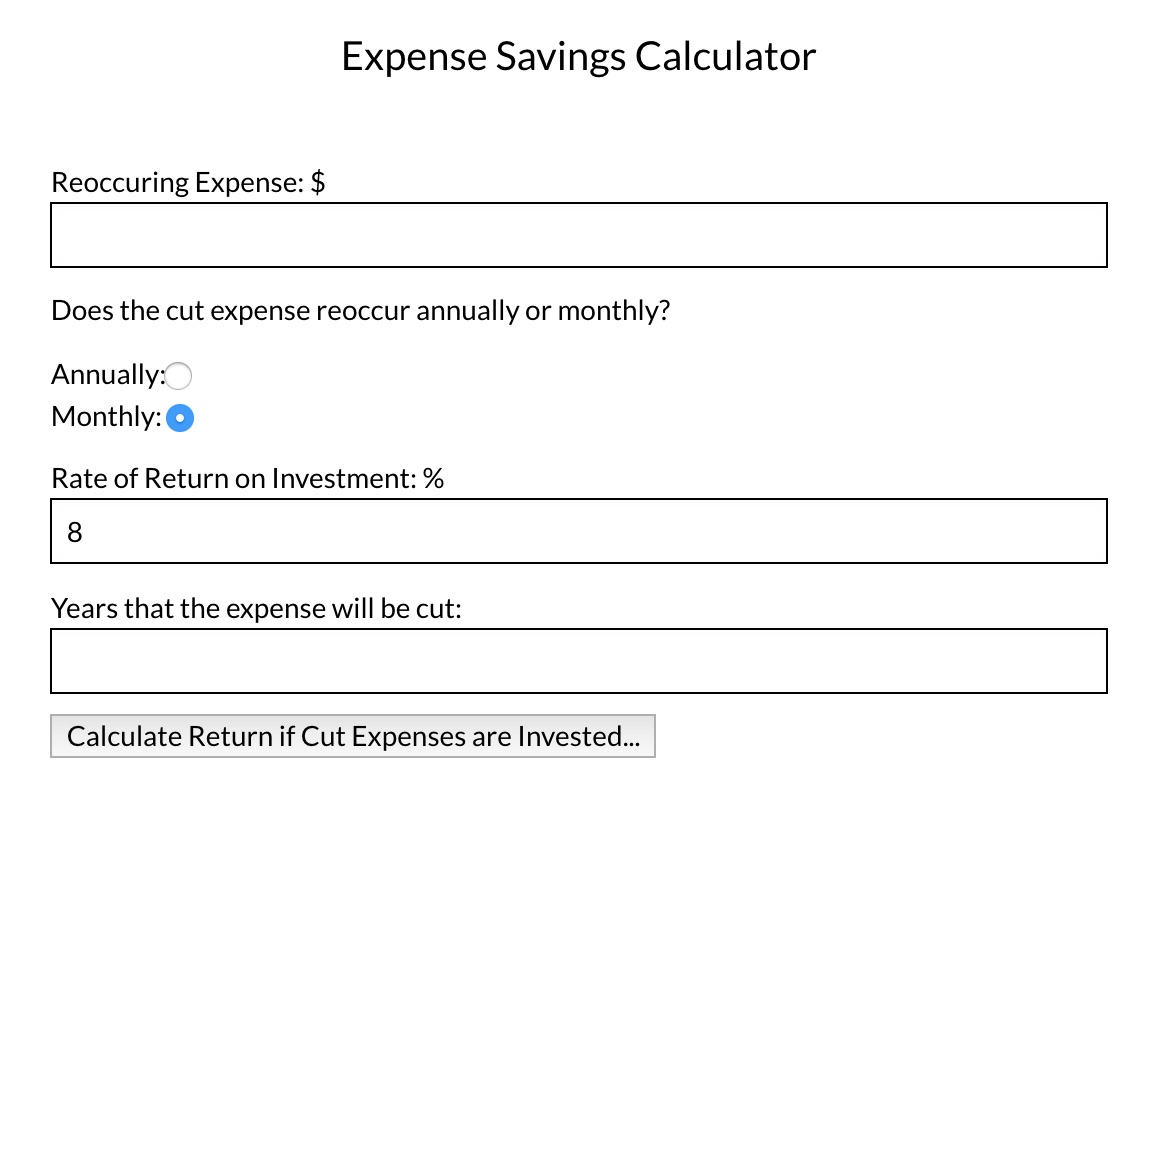 Expense Savings Calculator
Reoccuring Expense: $
Does the cut expense reoccur annually or monthly?
Annually:
Monthly:
Rate of Return on Investment: %
8
Years that the expense will be cut:
Calculate Return if Cut Expenses are Invested...